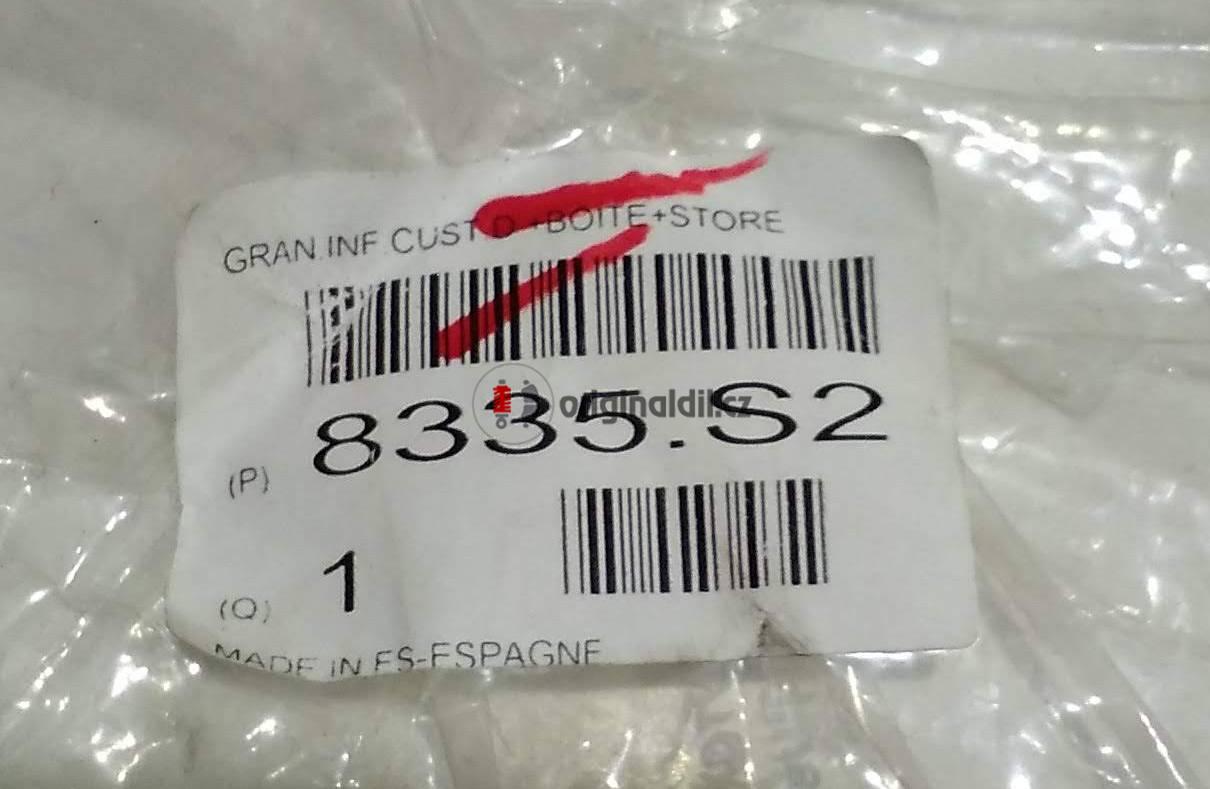 GRAN.INF.CUST D +BOITE+STORE
originaldil.cz
(P) 8335.S2
(Q) 1
MADE IN ES-ESPAGNE